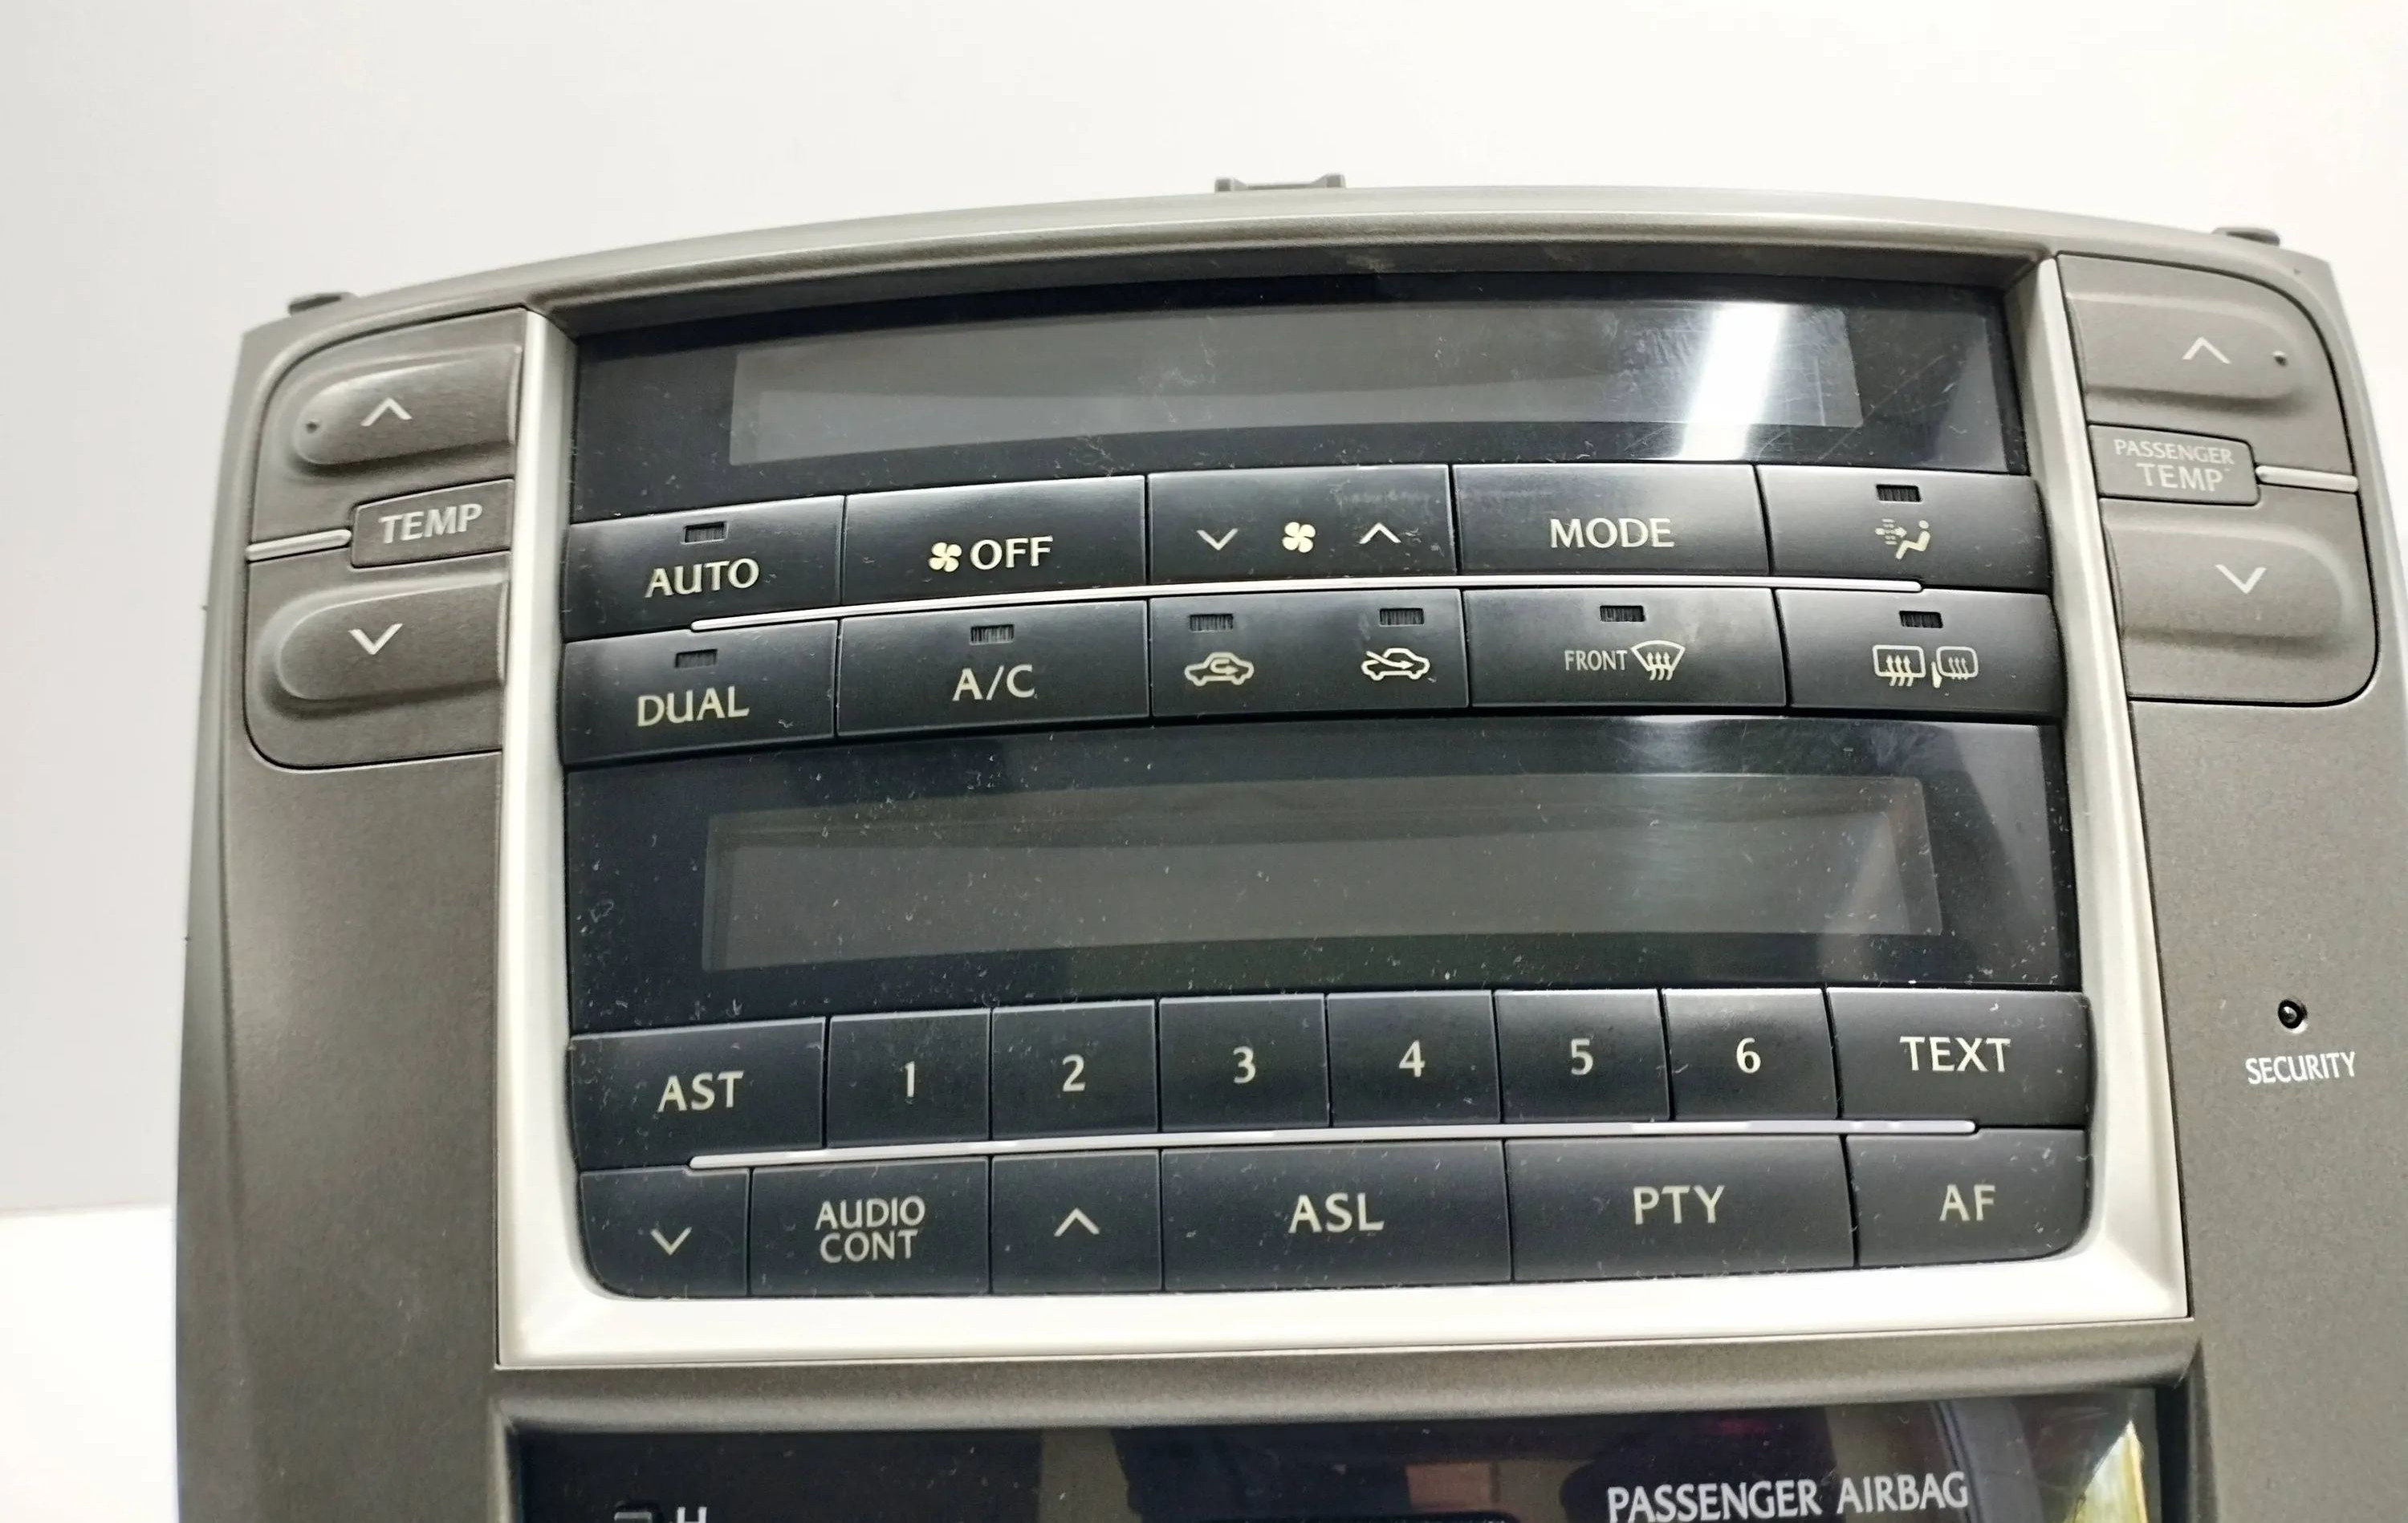 TEMP
PASSENGER
TEMP
AUTO
OFF
MODE
DUAL
A/C
FRONT
AST
1
2
3
4
5
6
TEXT
AUDIO
CONT
ASL
PTY
AF
SECURITY
PASSENGER AIRBAG